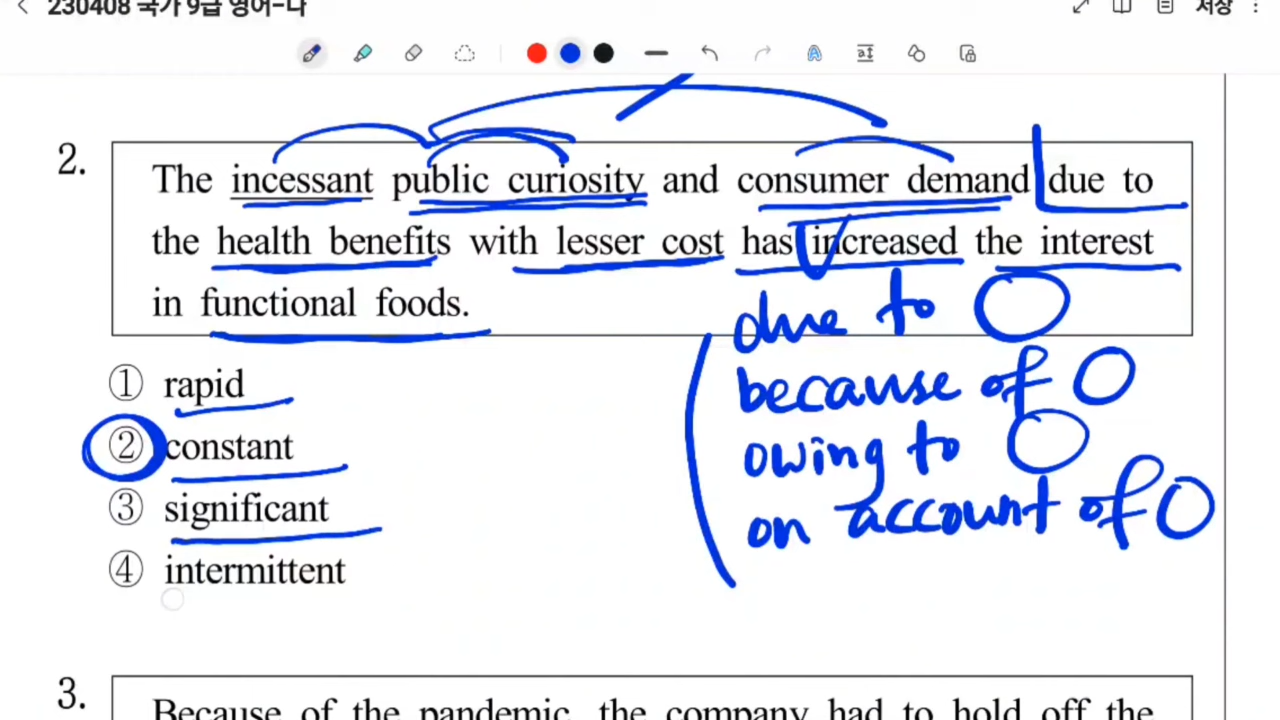 230408 국가 9급 영어-나
저장
2.
The incessant public curiosity and consumer demand due to
the health benefits with lesser cost has increased the interest
in functional foods.
due to
because of
owing to
on account of
① rapid
② constant
③ significant
④ intermittent
3.
Because of the pandemic, the company had to hold off the